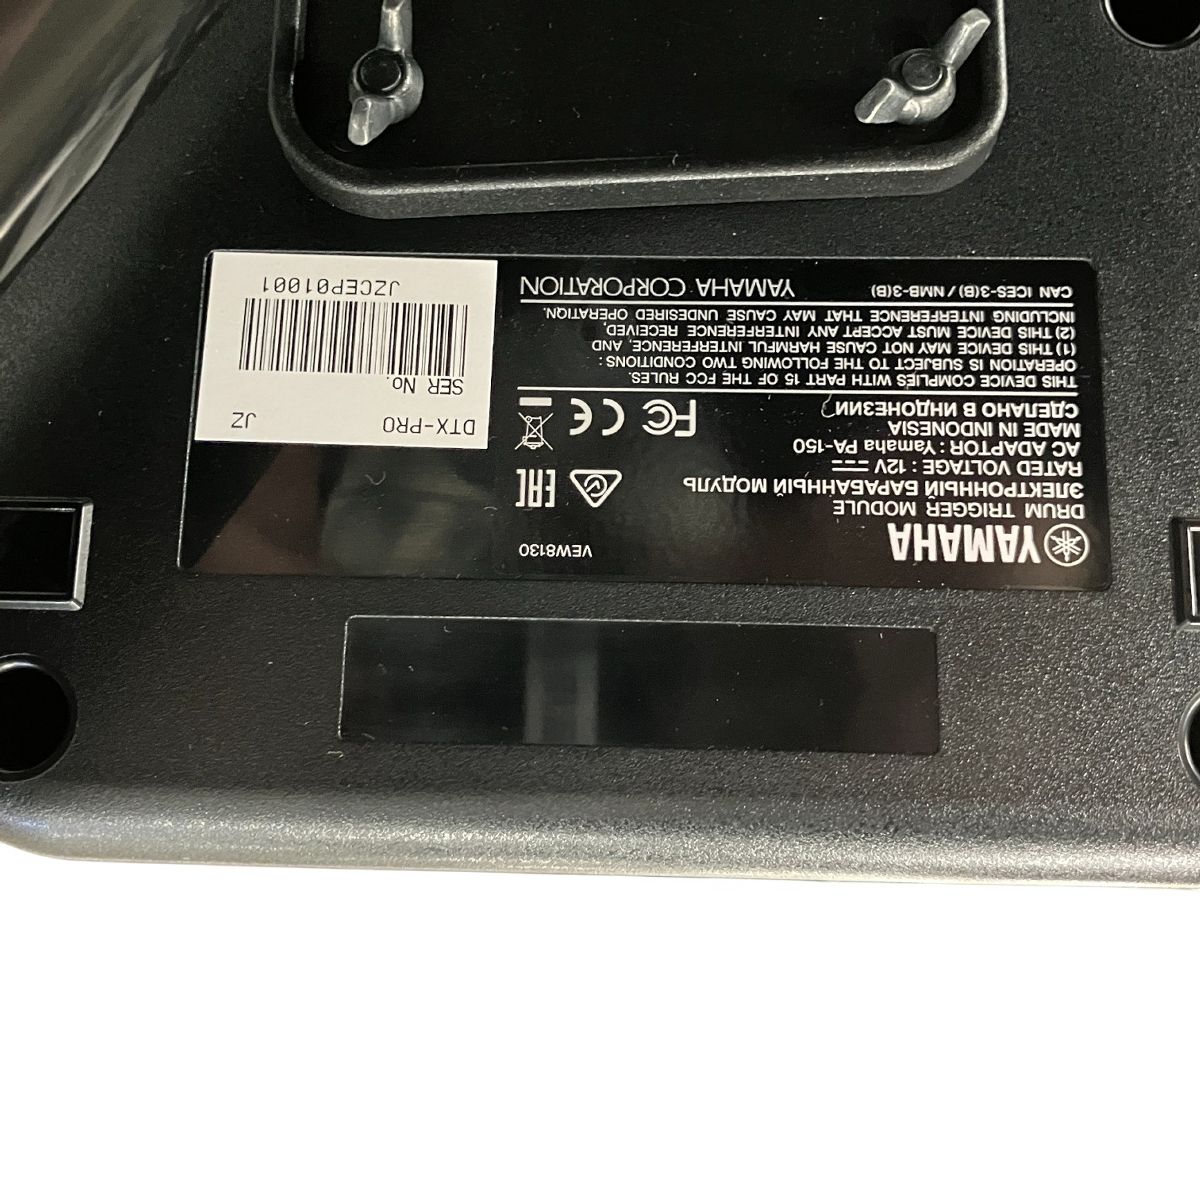 YAMAHA
VEW8130
DRUM TRIGGER MODULE
ЭЛЕКТРОННЫЙ БАРАБАННЫЙ МОДУЛЬ
RATED VOLTAGE : 12V
AC ADAPTOR : Yamaha PA-150
MADE IN INDONESIA
СДЕЛАНО В ИНДОНЕЗИИ
EAC
FC CE
THIS DEVICE COMPLIES WITH PART 15 OF THE FCC RULES.
OPERATION IS SUBJECT TO THE FOLLOWING TWO CONDITIONS :
(1) THIS DEVICE MAY NOT CAUSE HARMFUL INTERFERENCE, AND
(2) THIS DEVICE MUST ACCEPT ANY INTERFERENCE RECEIVED,
INCLUDING INTERFERENCE THAT MAY CAUSE UNDESIRED OPERATION.
CAN ICES-3(B) / NMB-3(B)
YAMAHA CORPORATION
DTX-PRO JZ
SER No.
JZCEP01001